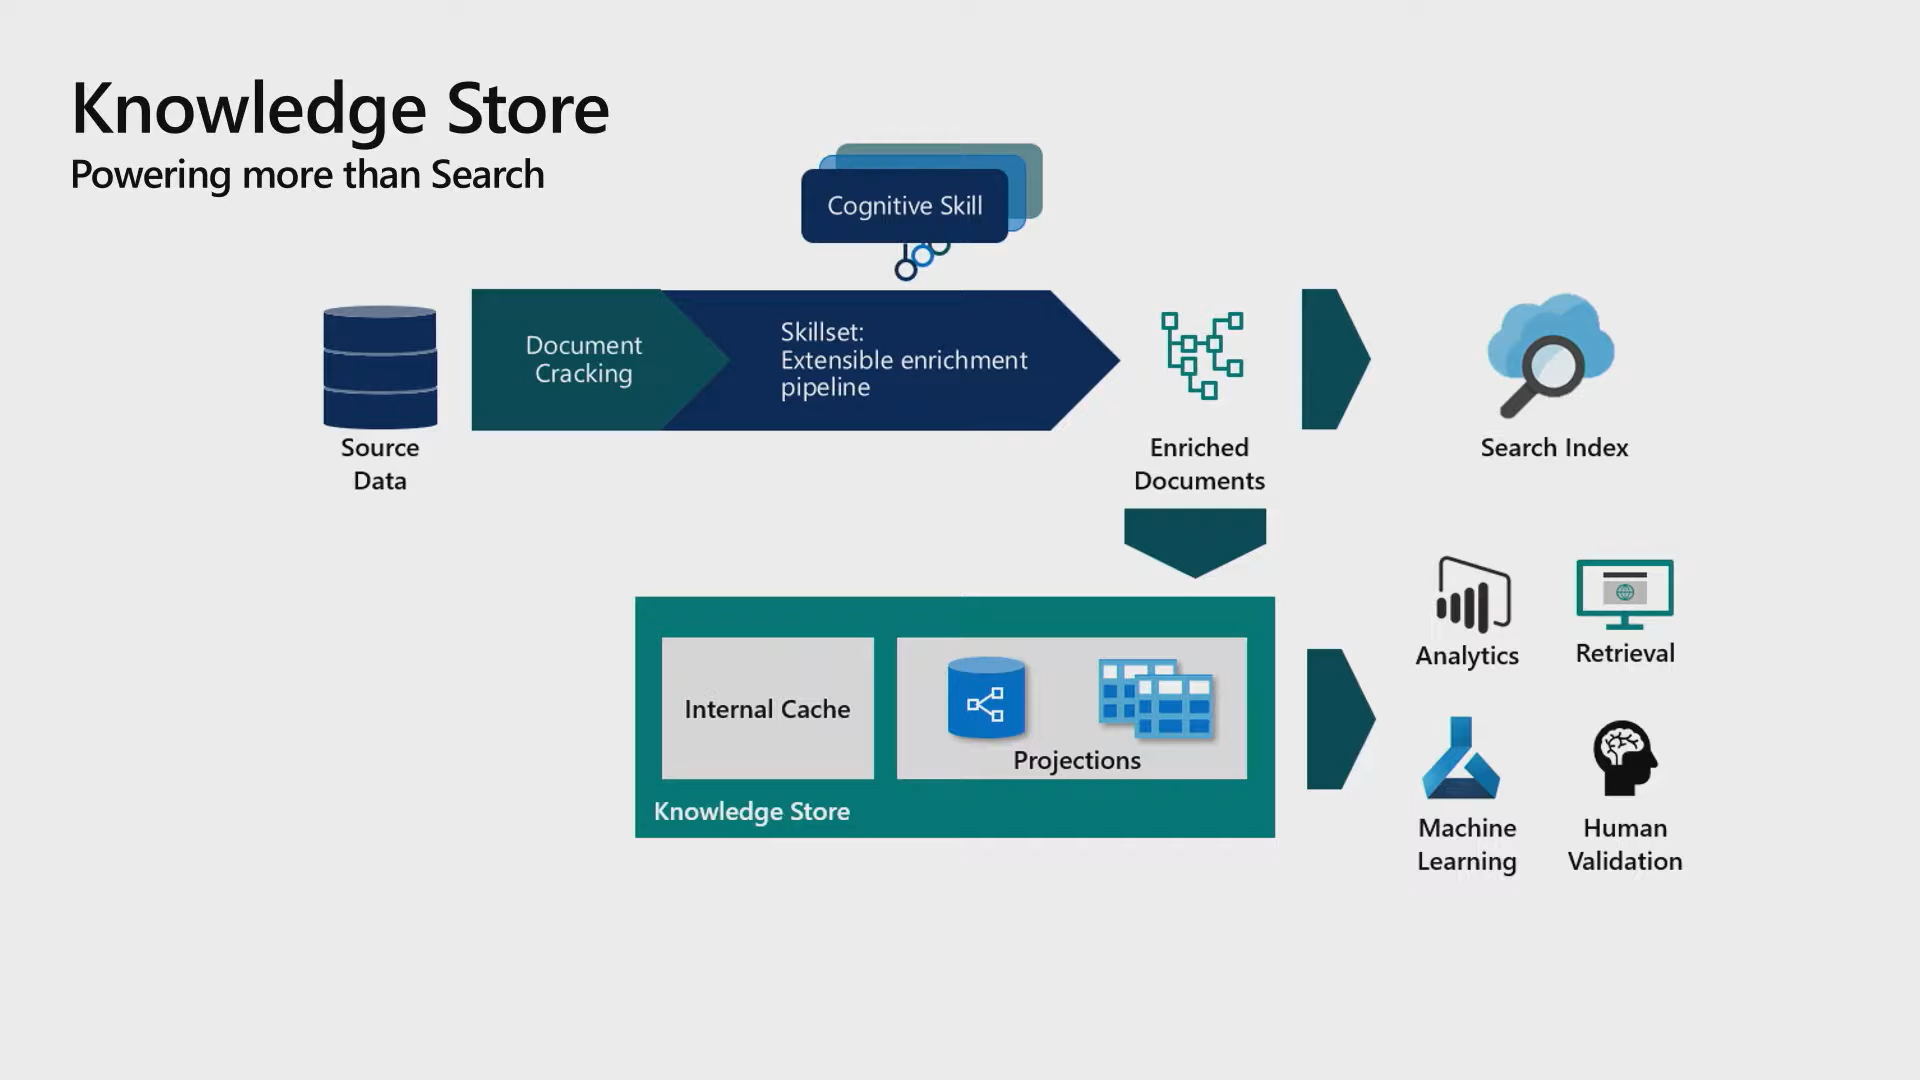 Knowledge Store
Powering more than Search
Cognitive Skill
Document
Cracking
Skillset:
Extensible enrichment
pipeline
Source
Data
Enriched
Documents
Search Index
Internal Cache
Projections
Knowledge Store
Analytics
Retrieval
Machine
Learning
Human
Validation